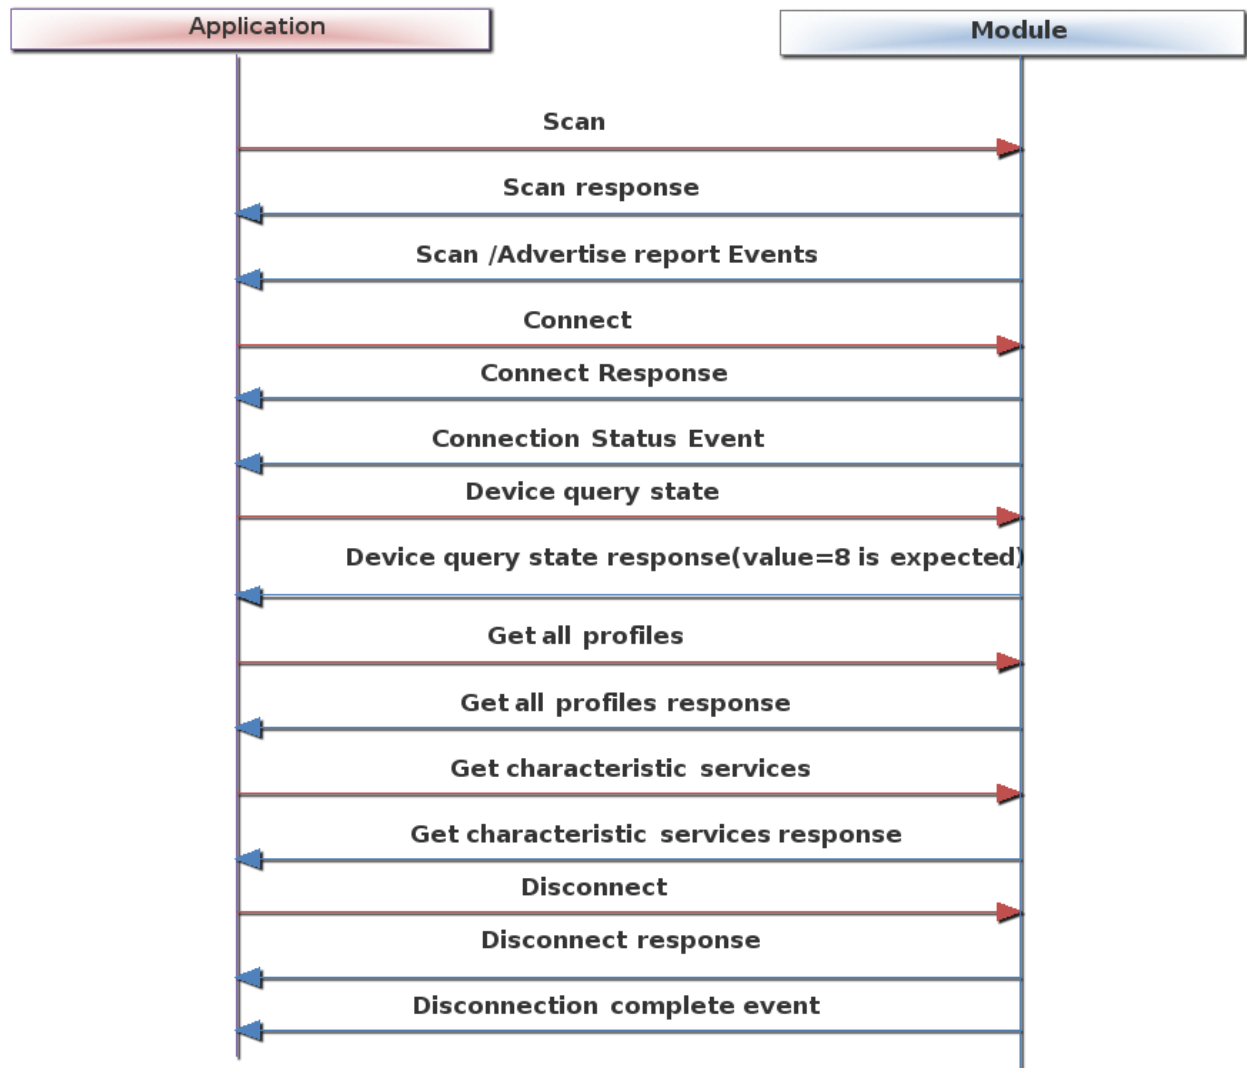 Application
Module
Scan
Scan response
Scan /Advertise report Events
Connect
Connect Response
Connection Status Event
Device query state
Device query state response(value=8 is expected)
Get all profiles
Get all profiles response
Get characteristic services
Get characteristic services response
Disconnect
Disconnect response
Disconnection complete event